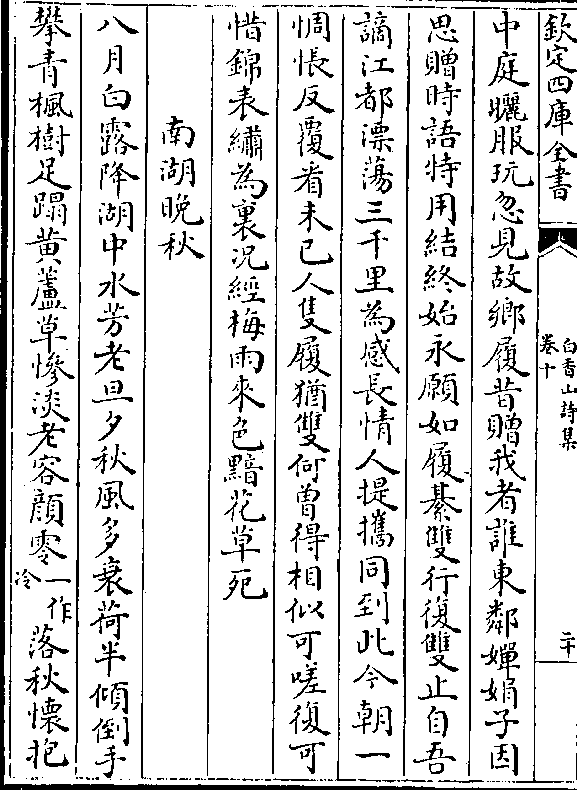 欽定四庫全書
白香山詩集
卷十
二十
中庭曬服玩忽見故鄉履昔贈我者誰東鄰嬋娟子因
思贈時語特用結終始永願如履綦雙行復雙止自吾
謫江都漂蕩三千里為感長情人提攜同到此今朝一
惆悵反覆看未已人隻履猶雙何曽得相似可嗟復可
惜錦表繡為裏况經梅雨來色黯花草死
南湖晚秋
八月白露降湖中水芳老旦夕秋風多衰荷半傾倒手
攀青楓樹足蹋黄蘆草慘淡老容顔零一作冷落秋懷抱